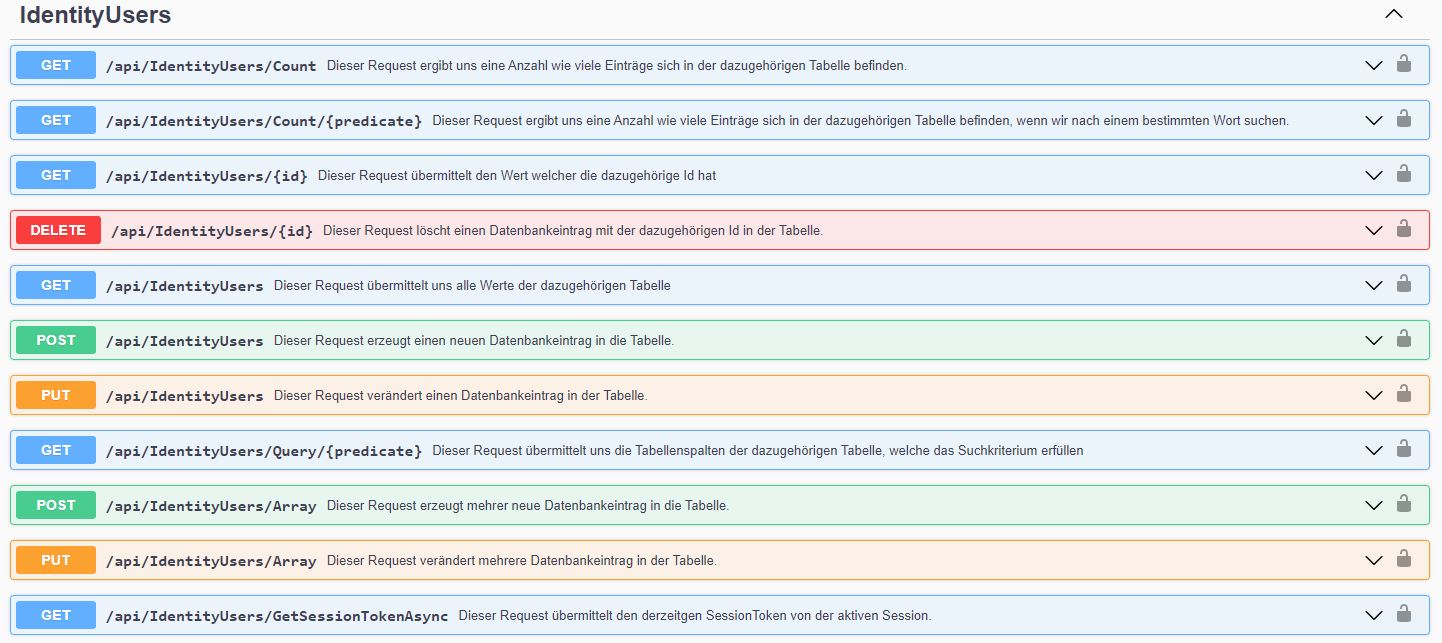 IdentityUsers
GET /api/IdentityUsers/Count Dieser Request ergibt uns eine Anzahl wie viele Einträge sich in der dazugehörigen Tabelle befinden.
GET /api/IdentityUsers/Count/{predicate} Dieser Request ergibt uns eine Anzahl wie viele Einträge sich in der dazugehörigen Tabelle befinden, wenn wir nach einem bestimmten Wort suchen.
GET /api/IdentityUsers/{id} Dieser Request übermittelt den Wert welcher die dazugehörige Id hat
DELETE /api/IdentityUsers/{id} Dieser Request löscht einen Datenbankeintrag mit der dazugehörigen Id in der Tabelle.
GET /api/IdentityUsers Dieser Request übermittelt uns alle Werte der dazugehörigen Tabelle
POST /api/IdentityUsers Dieser Request erzeugt einen neuen Datenbankeintrag in die Tabelle.
PUT /api/IdentityUsers Dieser Request verändert einen Datenbankeintrag in der Tabelle.
GET /api/IdentityUsers/Query/{predicate} Dieser Request übermittelt uns die Tabellenspalten der dazugehörigen Tabelle, welche das Suchkriterium erfüllen
POST /api/IdentityUsers/Array Dieser Request erzeugt mehrer neue Datenbankeintrag in die Tabelle.
PUT /api/IdentityUsers/Array Dieser Request verändert mehrere Datenbankeintrag in der Tabelle.
GET /api/IdentityUsers/GetSessionTokenAsync Dieser Request übermittelt den derzeitgen SessionToken von der aktiven Session.